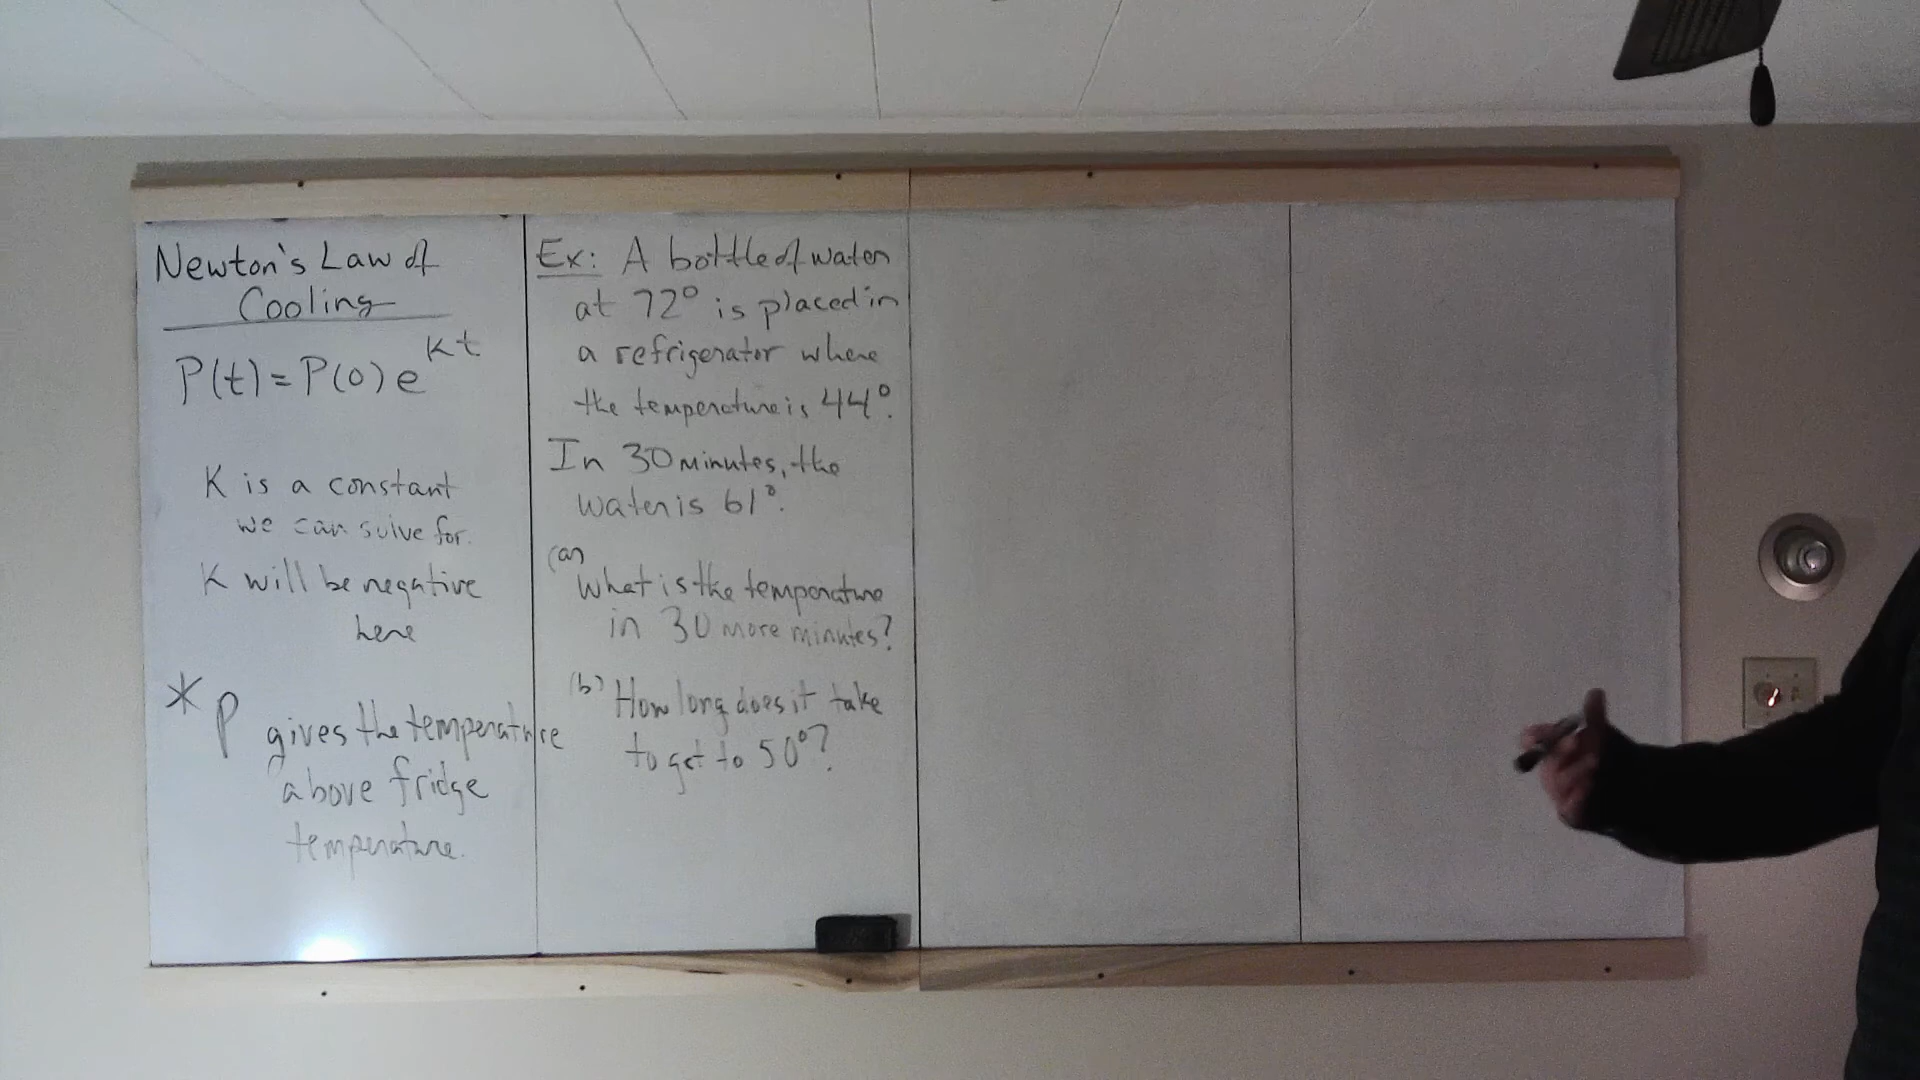 Newton's Law of
Cooling
P(t) = P(0) e^{Kt}
K is a constant
we can solve for.
K will be negative
here
* P gives the temperature
above fridge
temperature.
Ex: A bottle of water
at 72° is placed in
a refrigerator where
the temperature is 44°.
In 30 minutes, the
water is 61°.
(a)
What is the temperature
in 30 more minutes?
(b) How long does it take
to get to 50°?